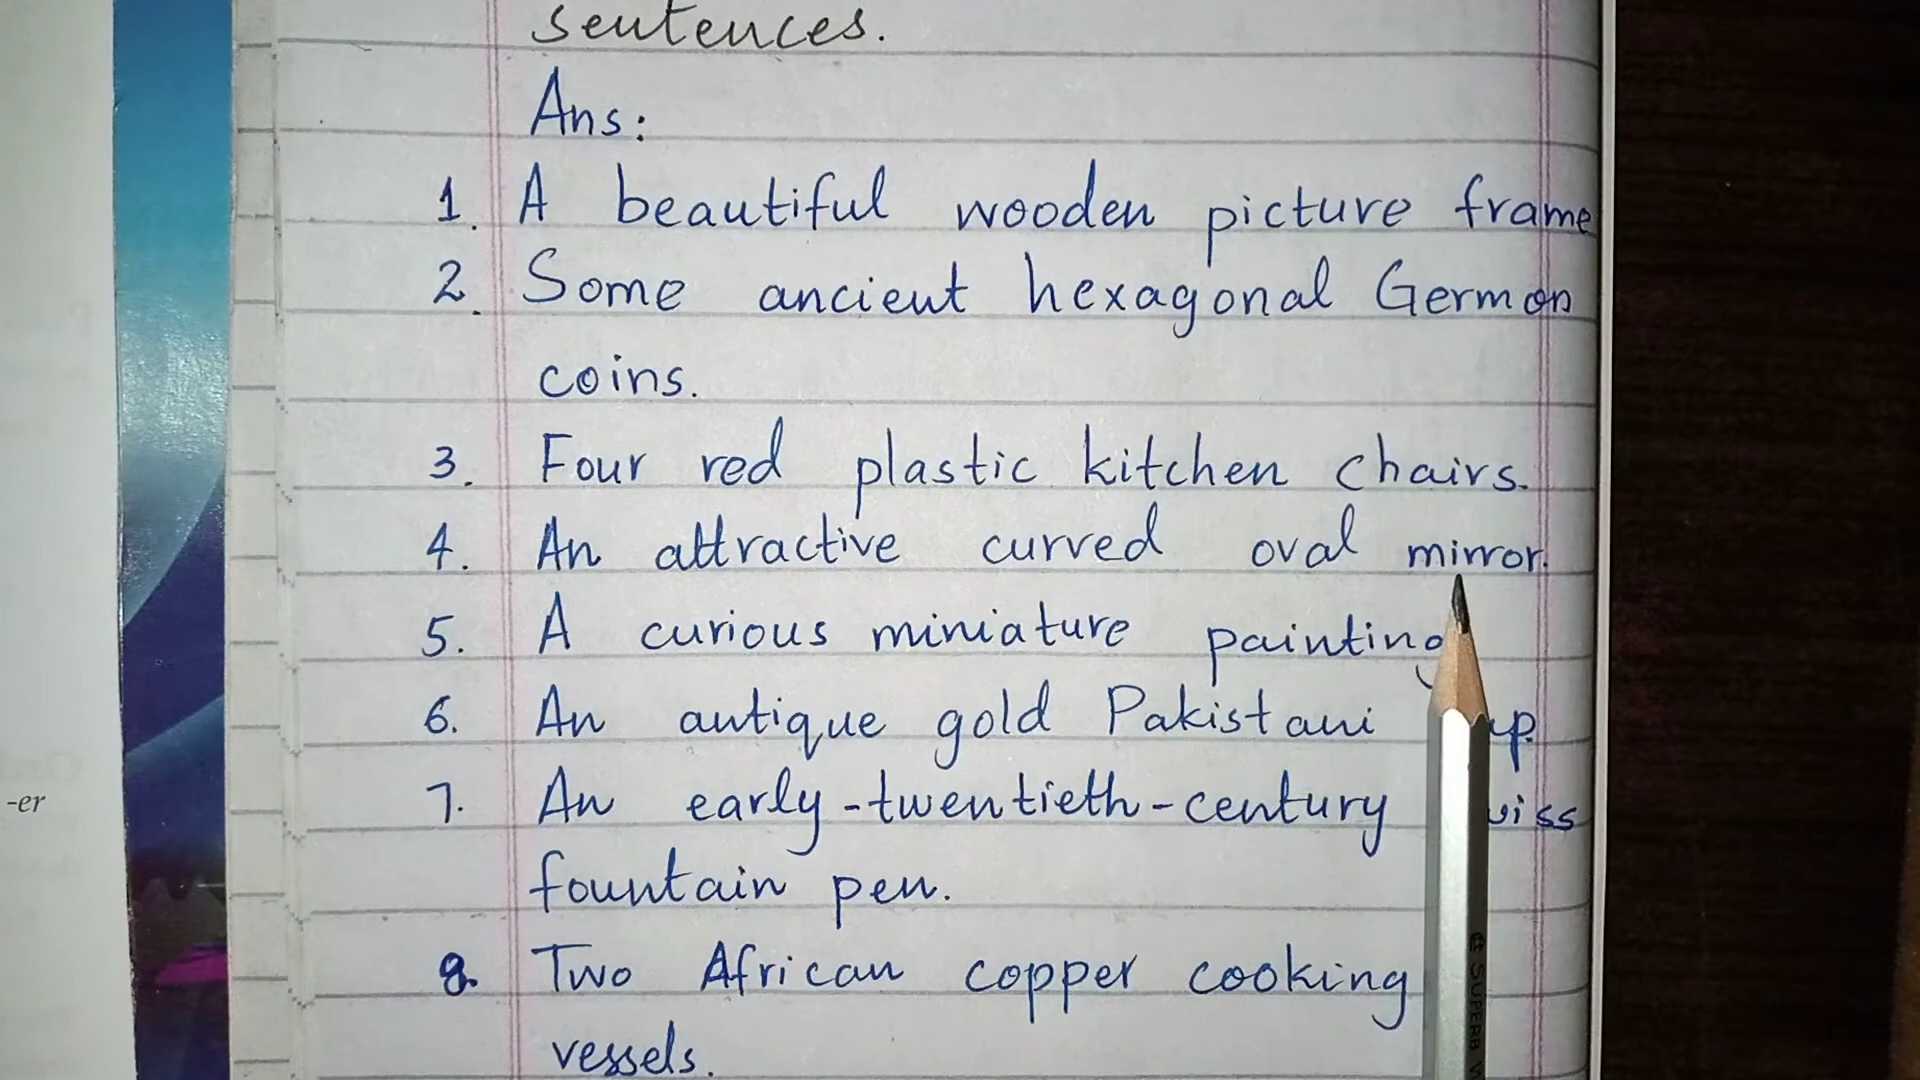 sentences.
Ans:
1. A beautiful wooden picture frame
2. Some ancient hexagonal German
coins.
3. Four red plastic kitchen chairs.
4. An attractive curved oval mirror.
5. A curious miniature painting
6. An antique gold Pakistani
7. An early-twentieth-century
fountain pen.
8. Two African copper cooking
vessels.
-er
SUPERB